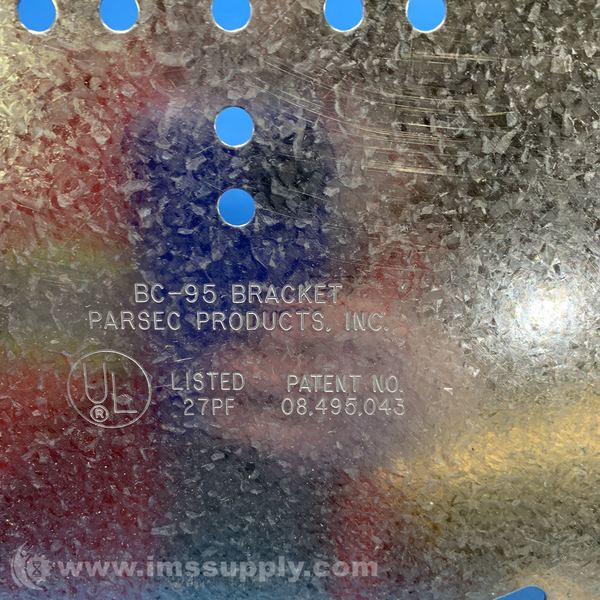 BC-95 BRACKET
PARSEC PRODUCTS, INC.
UL® LISTED PATENT NO.
27PF 08,495,043
www.imssupply.com